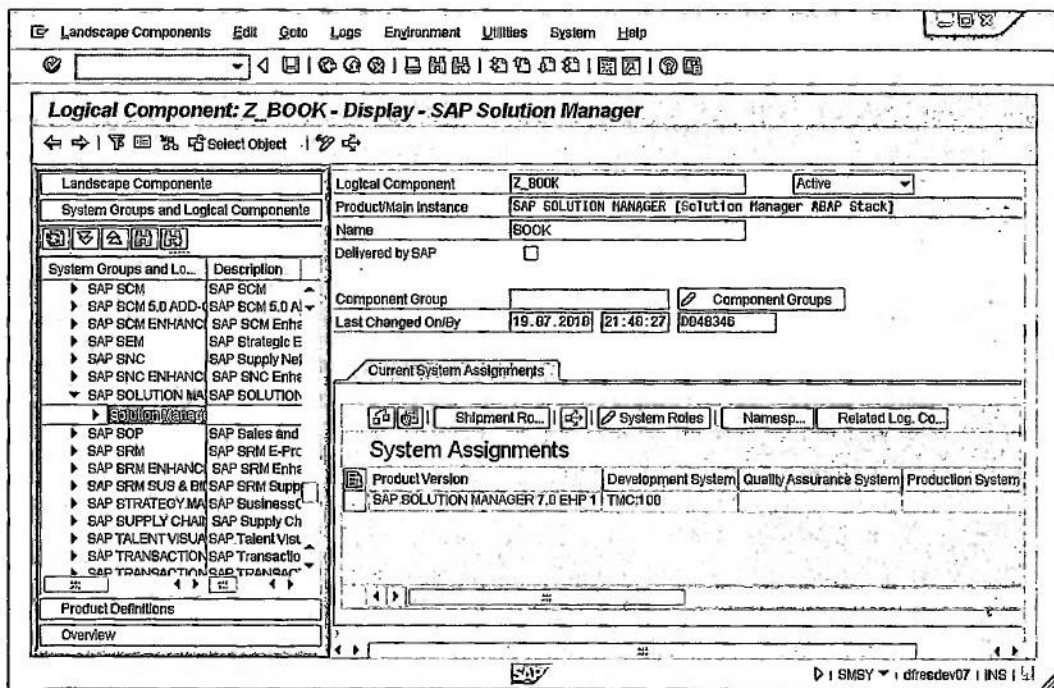 Landscape Components Edit Goto Logs Environment Utilities System Help
Logical Component: Z_BOOK - Display - SAP Solution Manager
Select Object
Landscape Componente
System Groups and Logical Componente
System Groups and Lo... Description
SAP SCM SAP SCM
SAP SCM 5.0 ADD- SAP SCM 5.0 A
SAP SCM ENHANC SAP SCM Enha
SAP SEM SAP Strategic E
SAP SNC SAP Supply Net
SAP SNC ENHANC SAP SNC Enha
SAP SOLUTION MA SAP SOLUTION
Solution Manag
SAP SOP SAP Sales and
SAP SRM SAP SRM E-Prc
SAP SRM ENHANC SAP SRM Enha
SAP SRM SUS & BI SAP SRM Supp
SAP STRATEGY MA SAP BusinessC
SAP SUPPLY CHAI SAP Supply Ch
SAP TALENT VISUA SAP Talent Visu
SAP TRANSACTION SAP Transactio
SAP TRANSACTION SAP TRANSAC
Product Definitions
Overview
Logical Component Z_BOOK Active
Product/Main Instance SAP SOLUTION MANAGER [Solution Manager ABAP Stack]
Name BOOK
Delivered by SAP
Component Group Component Groups
Last Changed On/By 19.07.2010 21:40:27 D048346
Current System Assignments
Shipment Ro... System Roles Namesp... Related Log. Co...
System Assignments
Product Version Development System Quality Assurance System Production System
SAP SOLUTION MANAGER 7.0 EHP 1 TMC:100
SAP SMSY dfresdev07 INS